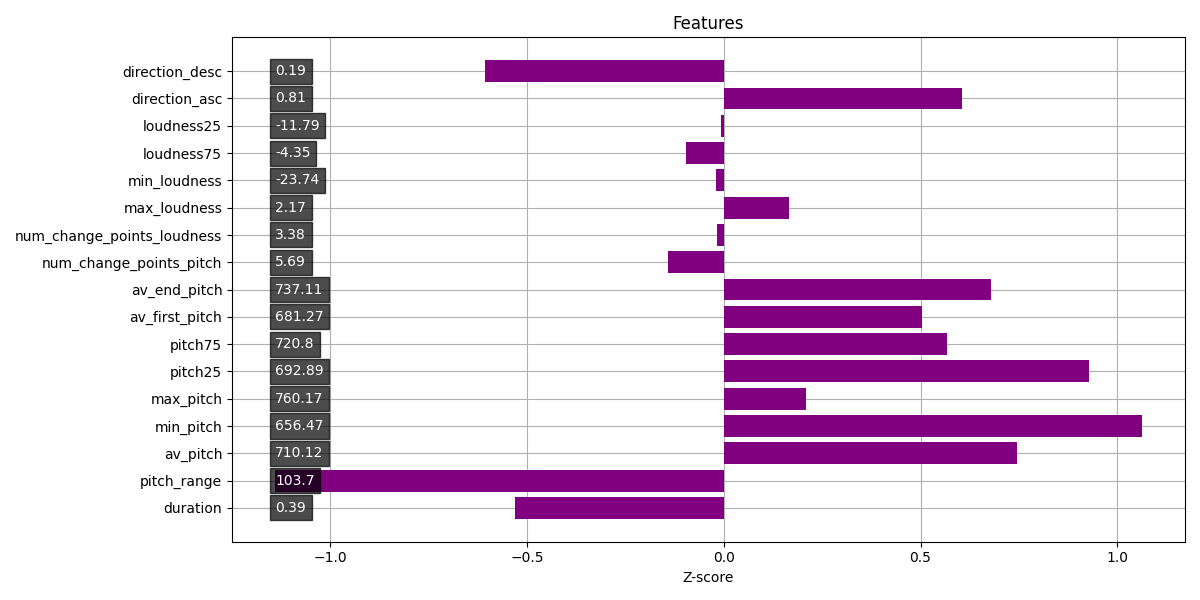 Features
direction_desc 0.19
direction_asc 0.81
loudness25 -11.79
loudness75 -4.35
min_loudness -23.74
max_loudness 2.17
num_change_points_loudness 3.38
num_change_points_pitch 5.69
av_end_pitch 737.11
av_first_pitch 681.27
pitch75 720.8
pitch25 692.89
max_pitch 760.17
min_pitch 656.47
av_pitch 710.12
pitch_range 103.7
duration 0.39
−1.0 −0.5 0.0 0.5 1.0
Z-score